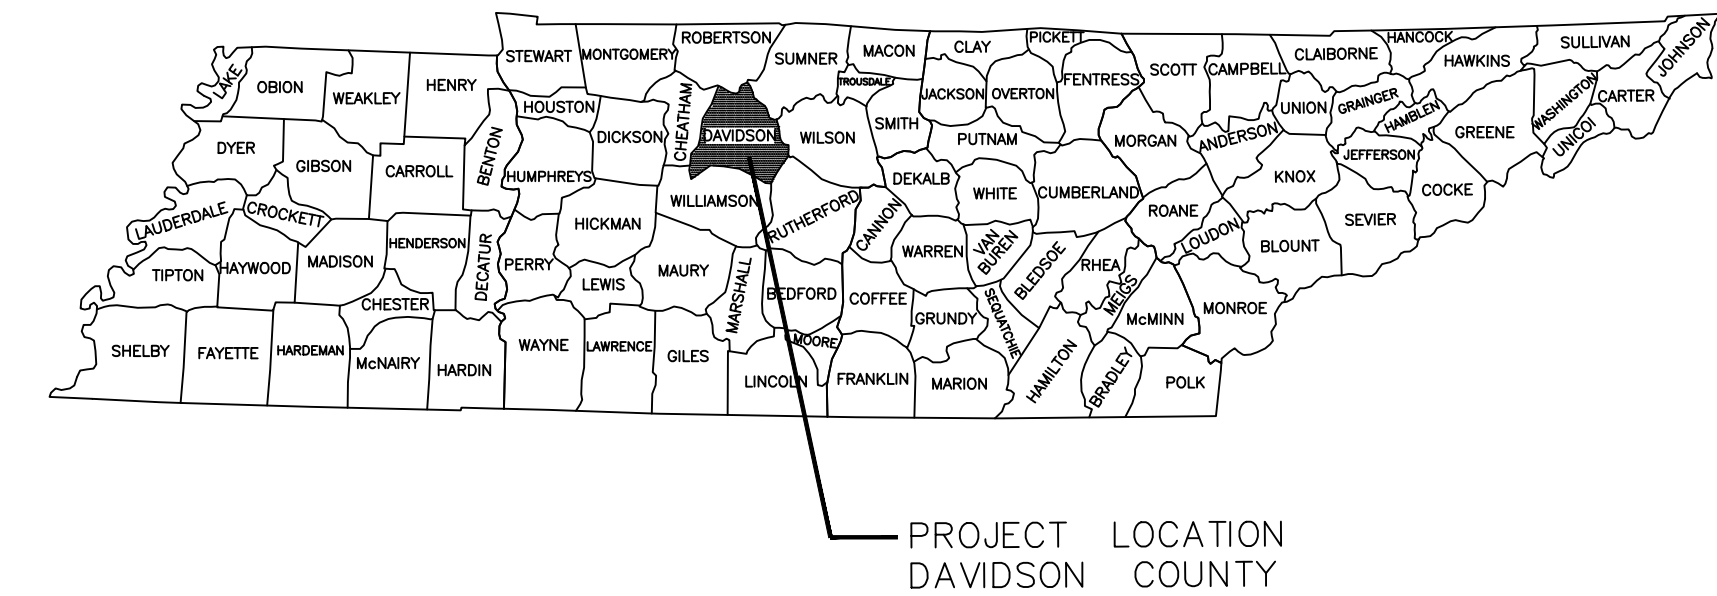 STEWART
MONTGOMERY
ROBERTSON
SUMNER
MACON
CLAY
PICKETT
SCOTT
CAMPBELL
CLAIBORNE
HANCOCK
HAWKINS
SULLIVAN
JOHNSON
LAKE
OBION
WEAKLEY
HENRY
HOUSTON
DICKSON
CHEATHAM
DAVIDSON
TROUSDALE
WILSON
SMITH
JACKSON
OVERTON
FENTRESS
PUTNAM
MORGAN
ANDERSON
UNION
GRAINGER
HAMBLEN
GREENE
WASHINGTON
CARTER
UNICOI
DYER
GIBSON
CARROLL
BENTON
HUMPHREYS
WILLIAMSON
RUTHERFORD
CANNON
DEKALB
WHITE
CUMBERLAND
ROANE
LOUDON
KNOX
JEFFERSON
SEVIER
COCKE
LAUDERDALE
CROCKETT
HENDERSON
DECATUR
PERRY
HICKMAN
LEWIS
MAURY
MARSHALL
BEDFORD
COFFEE
WARREN
VAN
BUREN
BLEDSOE
RHEA
MEIGS
McMINN
MONROE
BLOUNT
TIPTON
HAYWOOD
MADISON
CHESTER
SHELBY
FAYETTE
HARDEMAN
McNAIRY
HARDIN
WAYNE
LAWRENCE
GILES
LINCOLN
MOORE
FRANKLIN
GRUNDY
SEQUATCHIE
MARION
HAMILTON
BRADLEY
POLK
PROJECT LOCATION
DAVIDSON COUNTY